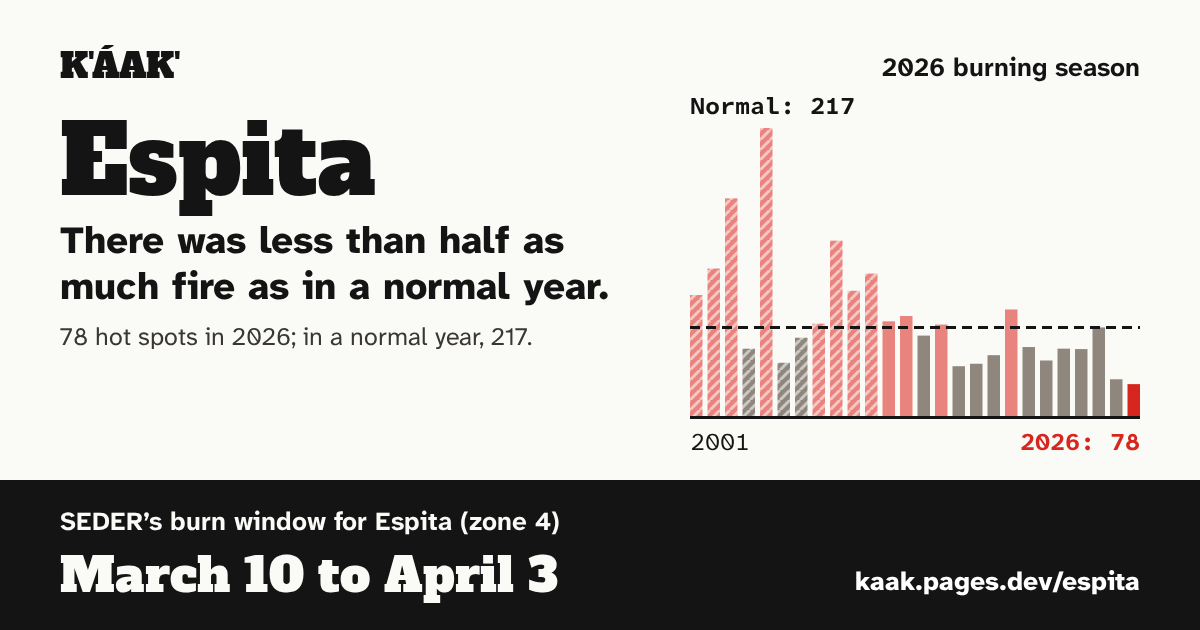 K'ÁAK'
Espita
There was less than half as
much fire as in a normal year.
78 hot spots in 2026; in a normal year, 217.
2026 burning season
Normal: 217
2001
2026: 78
SEDER’s burn window for Espita (zone 4)
March 10 to April 3
kaak.pages.dev/espita